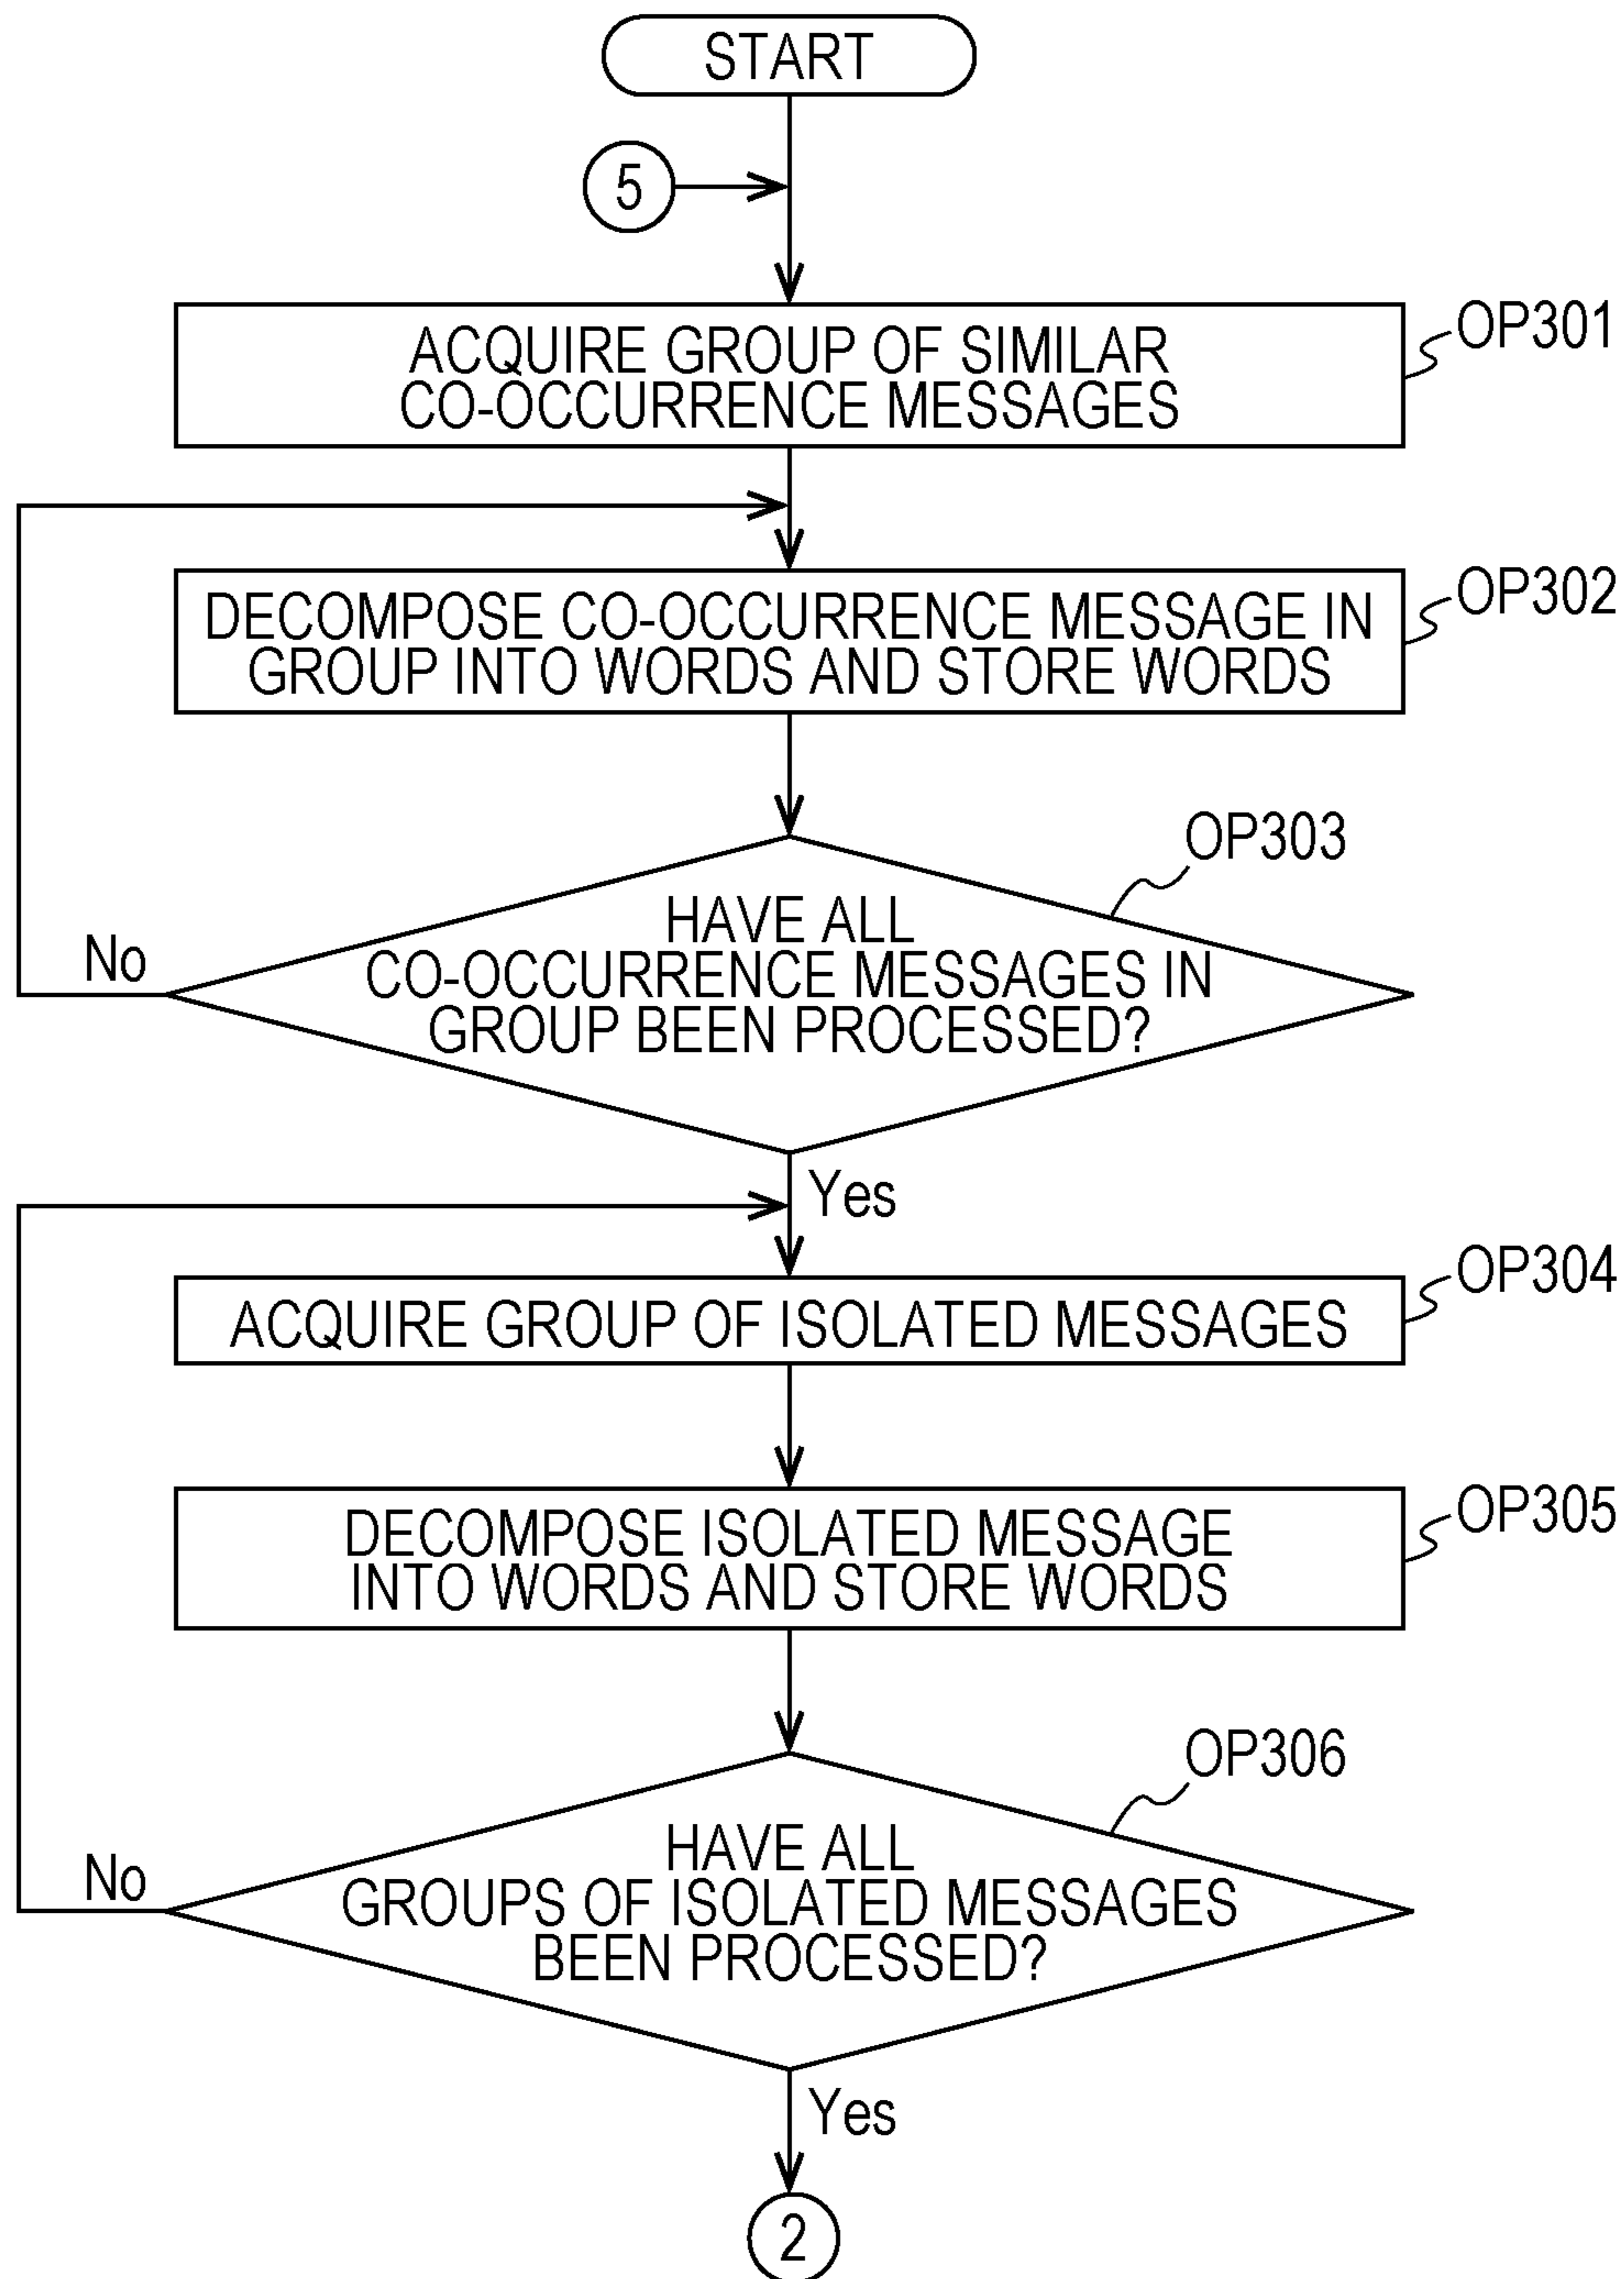 START
5
ACQUIRE GROUP OF SIMILAR
CO-OCCURRENCE MESSAGES
OP301
DECOMPOSE CO-OCCURRENCE MESSAGE IN
GROUP INTO WORDS AND STORE WORDS
OP302
OP303
HAVE ALL
CO-OCCURRENCE MESSAGES IN
GROUP BEEN PROCESSED?
No
Yes
ACQUIRE GROUP OF ISOLATED MESSAGES
OP304
DECOMPOSE ISOLATED MESSAGE
INTO WORDS AND STORE WORDS
OP305
OP306
HAVE ALL
GROUPS OF ISOLATED MESSAGES
BEEN PROCESSED?
No
Yes
2